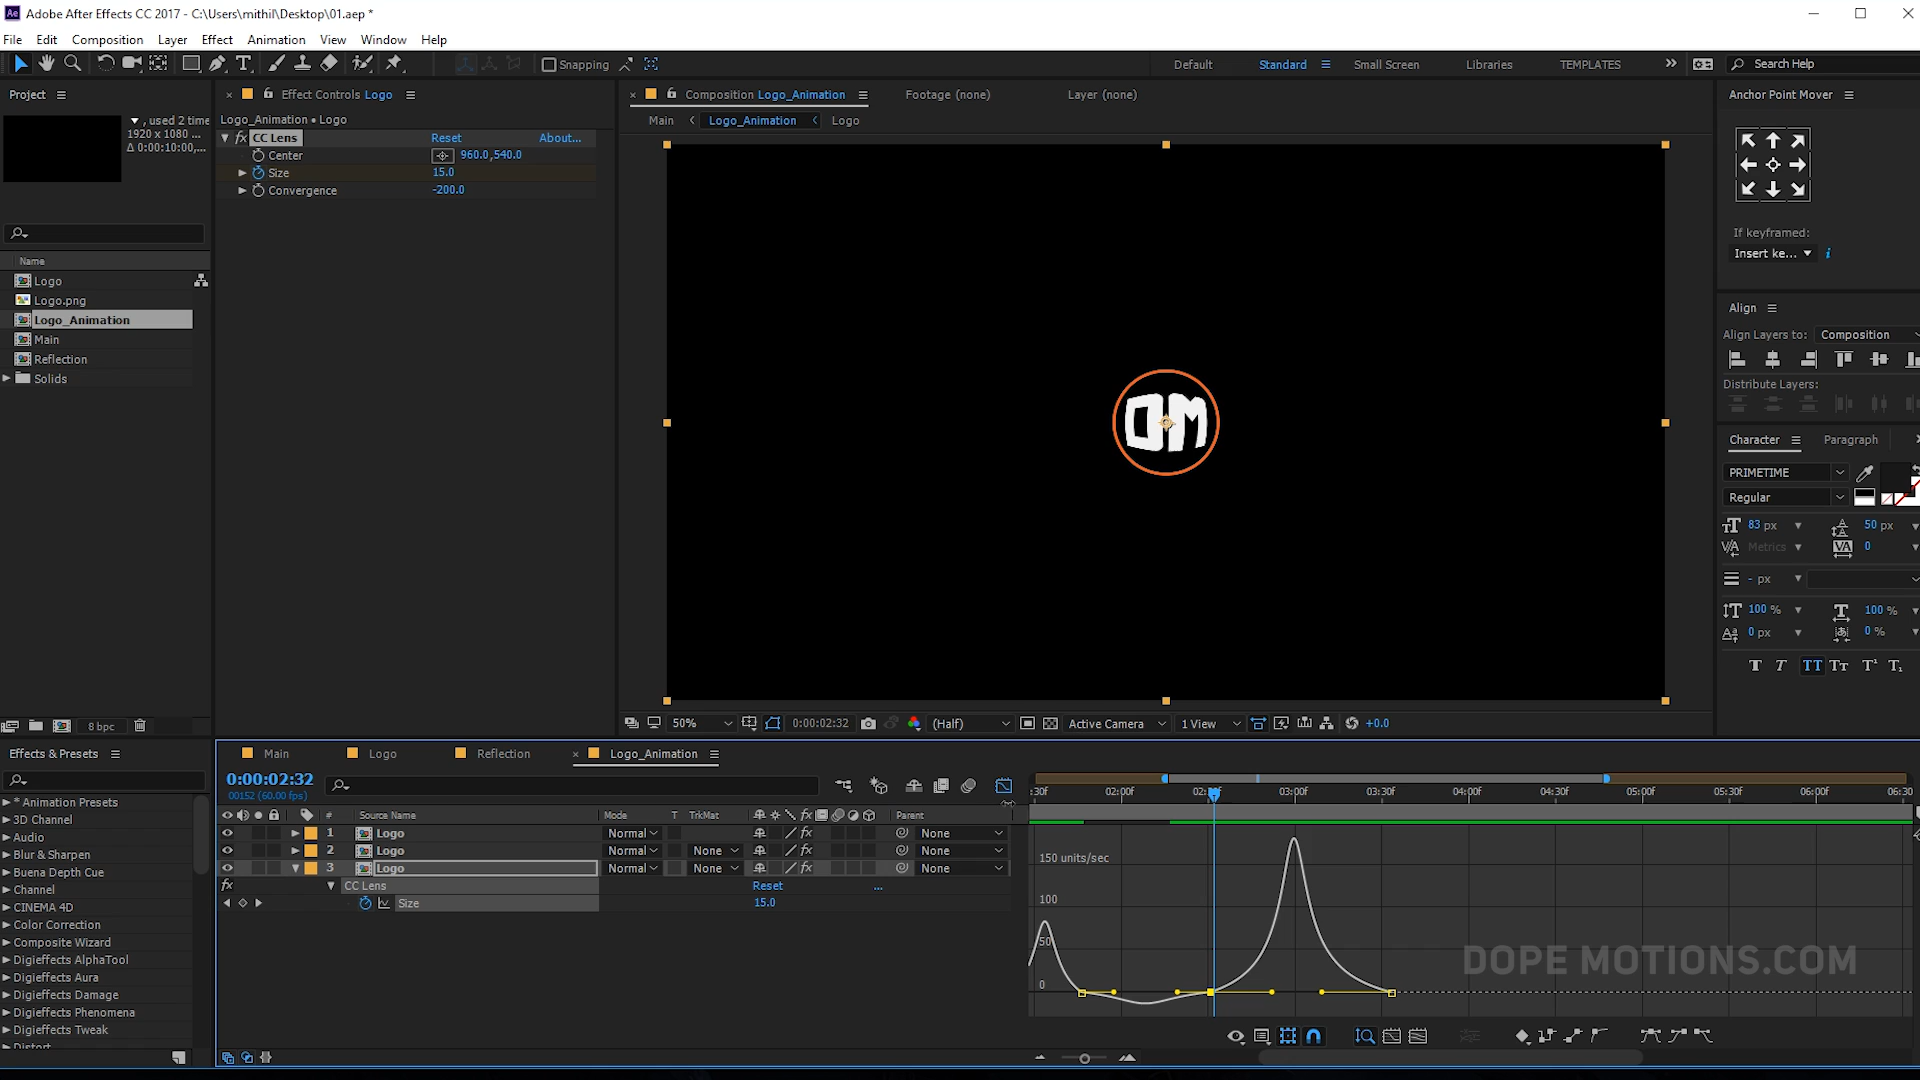 Adobe After Effects CC 2017 - C:\Users\mithil\Desktop\01.aep *
File Edit Composition Layer Effect Animation View Window Help
Snapping Default Standard Small Screen Libraries TEMPLATES Search Help
Project
, used 2 time
1920 x 1080 ...
Δ 0:00:10:00,...
Name
Logo
Logo.png
Logo_Animation
Main
Reflection
Solids
8 bpc
Effect Controls Logo
Logo_Animation • Logo
fx CC Lens Reset About...
Center 960.0,540.0
Size 15.0
Convergence -200.0
Composition Logo_Animation Footage (none) Layer (none)
Main Logo_Animation Logo
DM
50% 0:00:02:32 (Half) Active Camera 1 View +0.0
Anchor Point Mover
If keyframed:
Insert ke...
Align
Align Layers to: Composition
Distribute Layers:
Character Paragraph
PRIMETIME
Regular
83 px 50 px
Metrics 0
- px
100 % 100 %
0 px 0 %
Effects & Presets
* Animation Presets
3D Channel
Audio
Blur & Sharpen
Buena Depth Cue
Channel
CINEMA 4D
Color Correction
Composite Wizard
Digieffects AlphaTool
Digieffects Aura
Digieffects Damage
Digieffects Phenomena
Digieffects Tweak
Distort
Main Logo Reflection Logo_Animation
0:00:02:32
00152 (60.00 fps)
# Source Name Mode T TrkMat Parent
1 Logo Normal None
2 Logo Normal None None
3 Logo Normal None None
fx CC Lens Reset ...
Size 15.0
:30f 02:00f 03:00f 03:30f 04:00f 04:30f 05:00f 05:30f 06:00f 06:30
150 units/sec
100
50
0
DOPE MOTIONS.COM